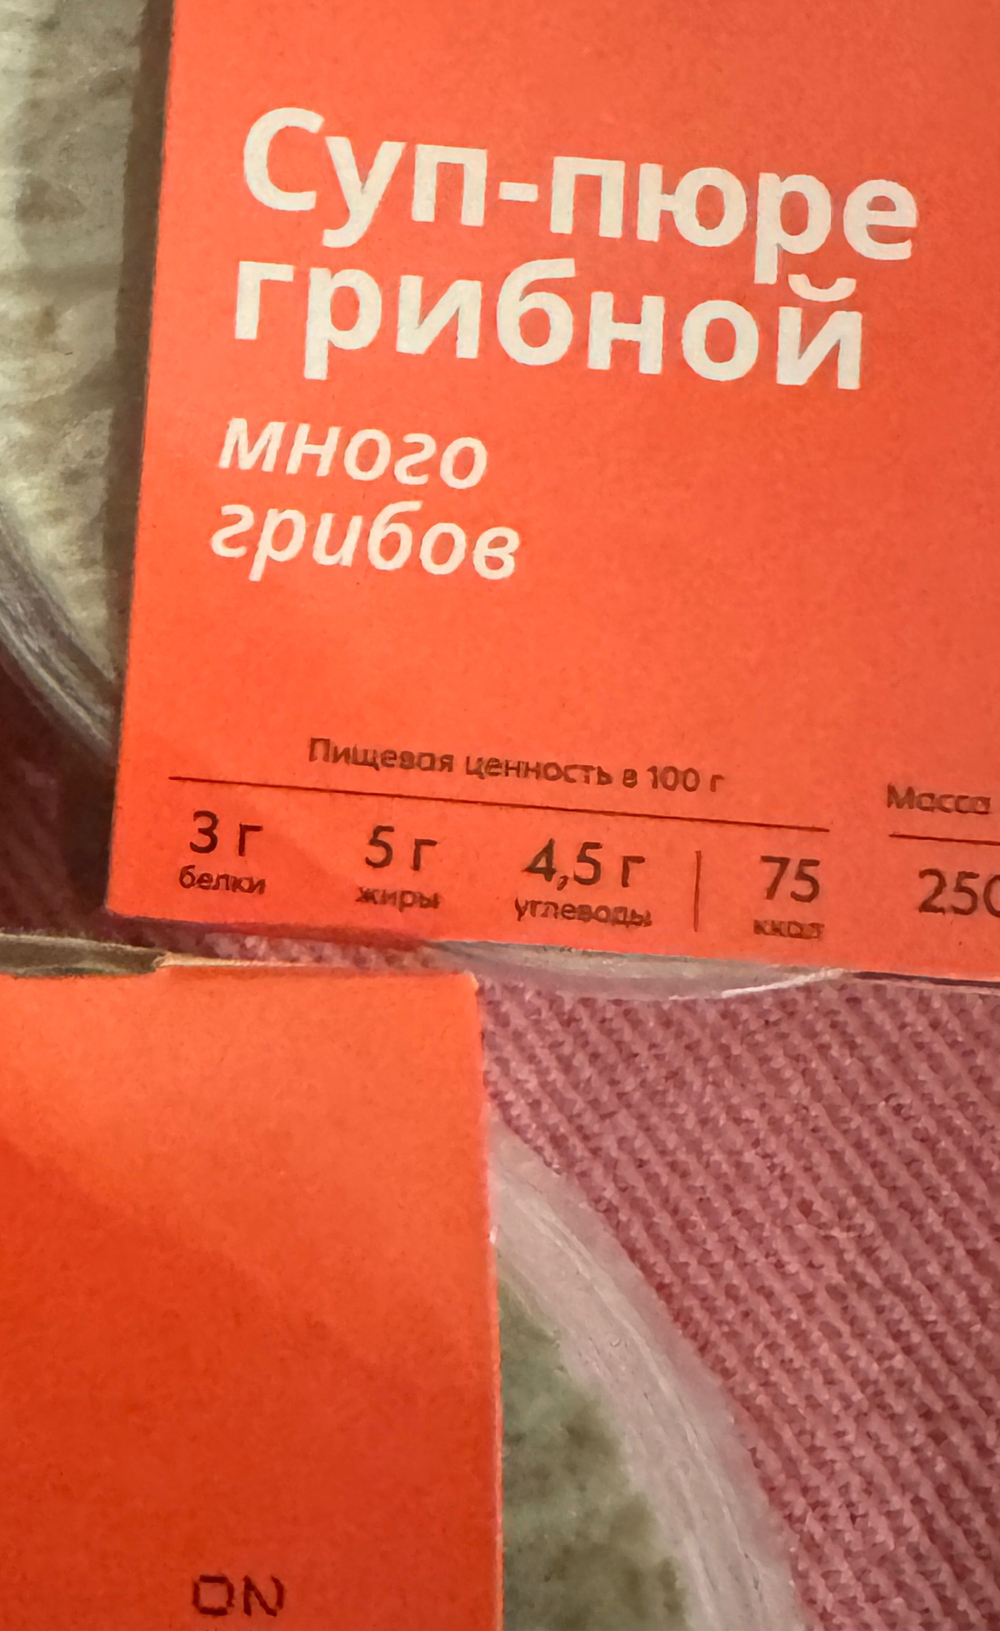 Суп-пюре
грибной
много
грибов
Пищевая ценность в 100 г
Масса
3 г
5 г
4,5 г
75
250
белки
жиры
углеводы
ккал
ON